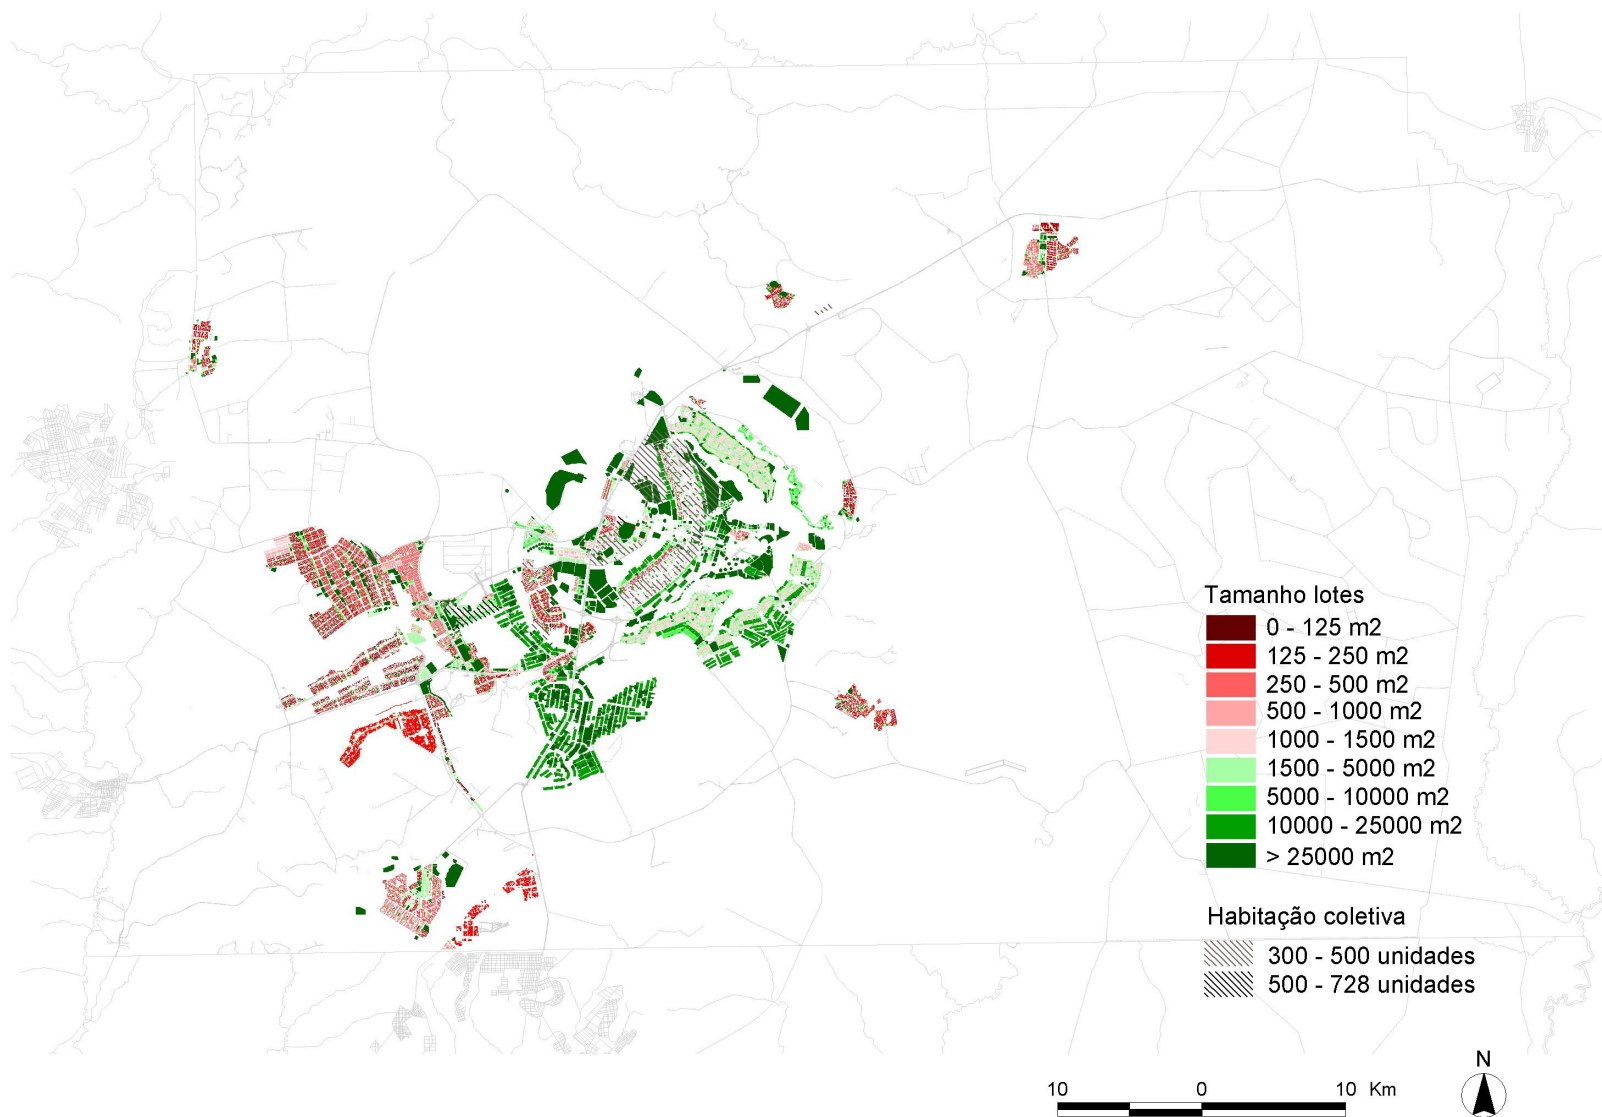 Tamanho lotes
0 - 125 m2
125 - 250 m2
250 - 500 m2
500 - 1000 m2
1000 - 1500 m2
1500 - 5000 m2
5000 - 10000 m2
10000 - 25000 m2
> 25000 m2
Habitação coletiva
300 - 500 unidades
500 - 728 unidades
N
10 0 10 Km